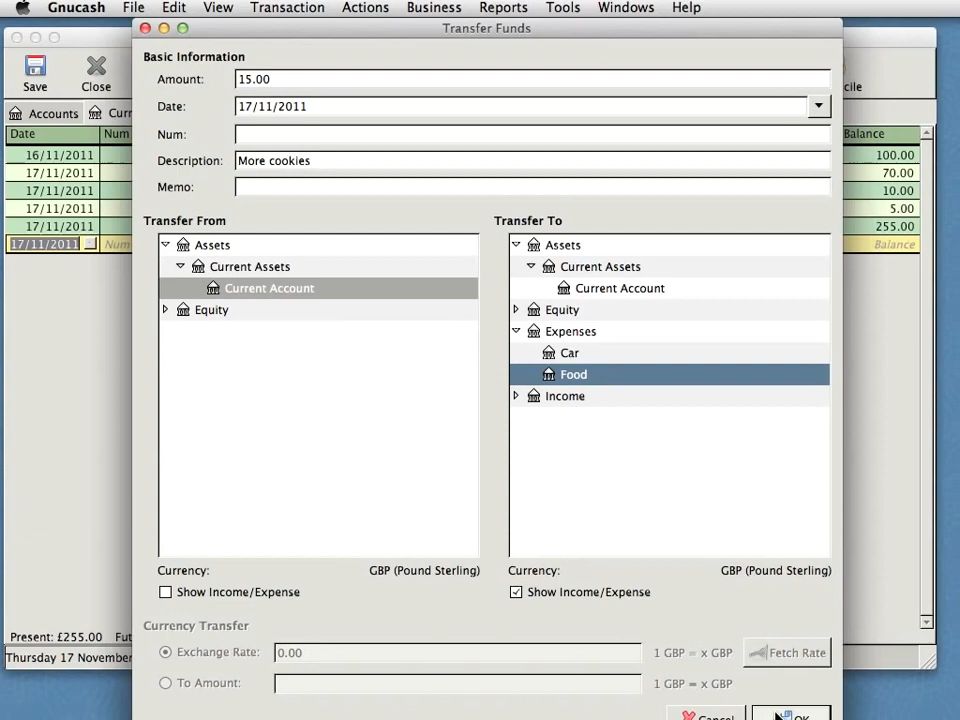 Gnucash File Edit View Transaction Actions Business Reports Tools Windows Help
Transfer Funds
Save Close
Accounts
Date Num Balance
16/11/2011 100.00
17/11/2011 70.00
17/11/2011 10.00
17/11/2011 5.00
17/11/2011 255.00
17/11/2011 Num Balance
Basic Information
Amount: 15.00
Date: 17/11/2011
Num:
Description: More cookies
Memo:
Transfer From
Assets
Current Assets
Current Account
Equity
Currency: GBP (Pound Sterling)
Show Income/Expense
Transfer To
Assets
Current Assets
Current Account
Equity
Expenses
Car
Food
Income
Currency: GBP (Pound Sterling)
Show Income/Expense
Currency Transfer
Exchange Rate: 0.00 1 GBP = x GBP Fetch Rate
To Amount: 1 GBP = x GBP
Cancel OK
Present: £255.00 Fut
Thursday 17 November